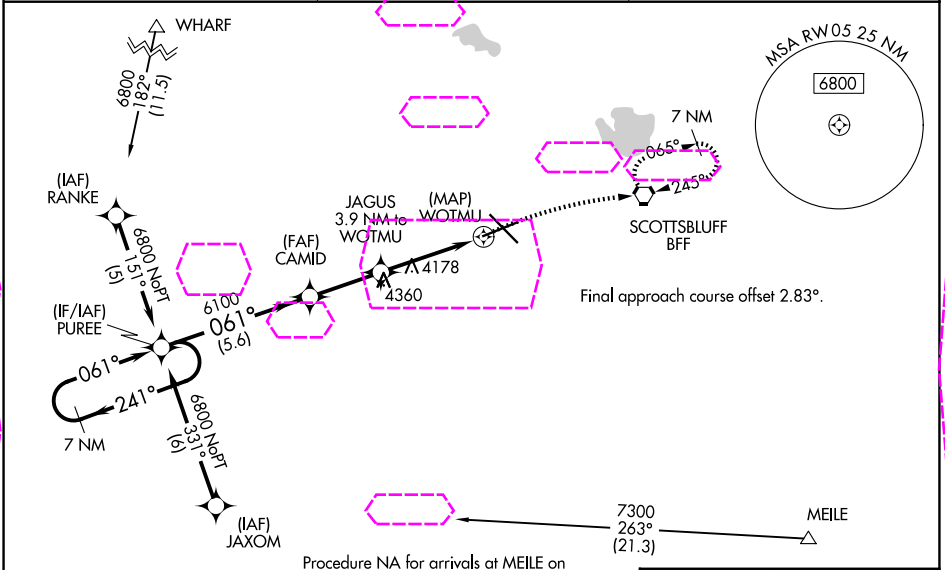 WHARF
6800
182°
(11.5)
MSA RW05 25 NM
6800
7 NM
065°
245°
SCOTTSBLUFF
BFF
(IAF)
RANKE
6800 NoPT
151°
(5)
JAGUS
3.9 NM to
WOTMU
(MAP)
WOTMU
(FAF)
CAMID
4178
4360
Final approach course offset 2.83°.
(IF/IAF)
PUREE
6100
061°
(5.6)
061°
241°
7 NM
6800 NoPT
331°
(6)
(IAF)
JAXOM
7300
263°
(21.3)
MEILE
Procedure NA for arrivals at MEILE on